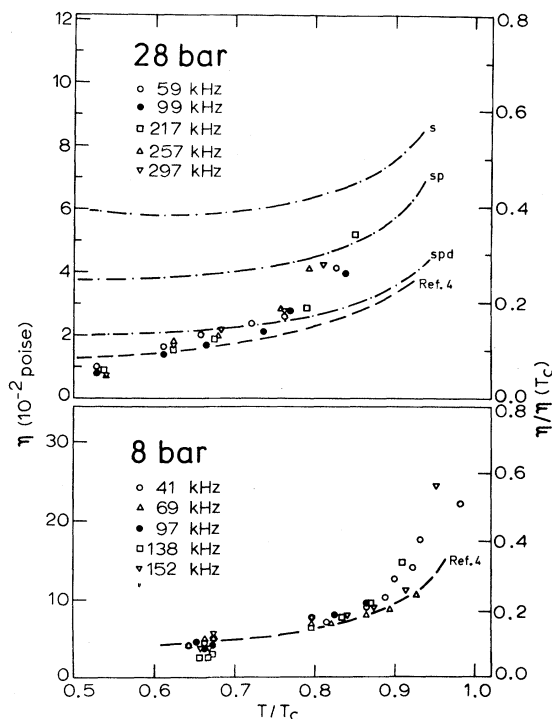 12
10
8
6
4
2
0
η (10⁻² poise)
28 bar
○ 59 kHz
● 99 kHz
□ 217 kHz
△ 257 kHz
▽ 297 kHz
s
sp
spd
Ref. 4
0.8
0.6
0.4
0.2
0
η/η (Tc)
30
20
10
0
8 bar
○ 41 kHz
△ 69 kHz
● 97 kHz
□ 138 kHz
▽ 152 kHz
Ref. 4
0.8
0.6
0.4
0.2
0.0
0.5
0.6
0.7
0.8
0.9
1.0
T/Tc